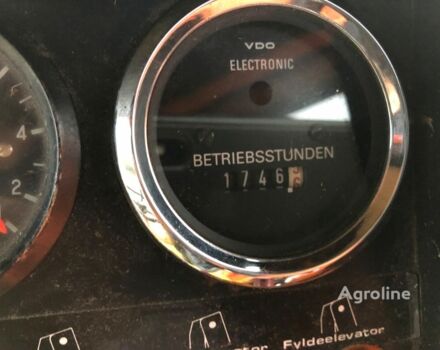 VDO
ELECTRONIC
4
BETRIEBSSTUNDEN
1746
2
Agroline
Fyldeelevator